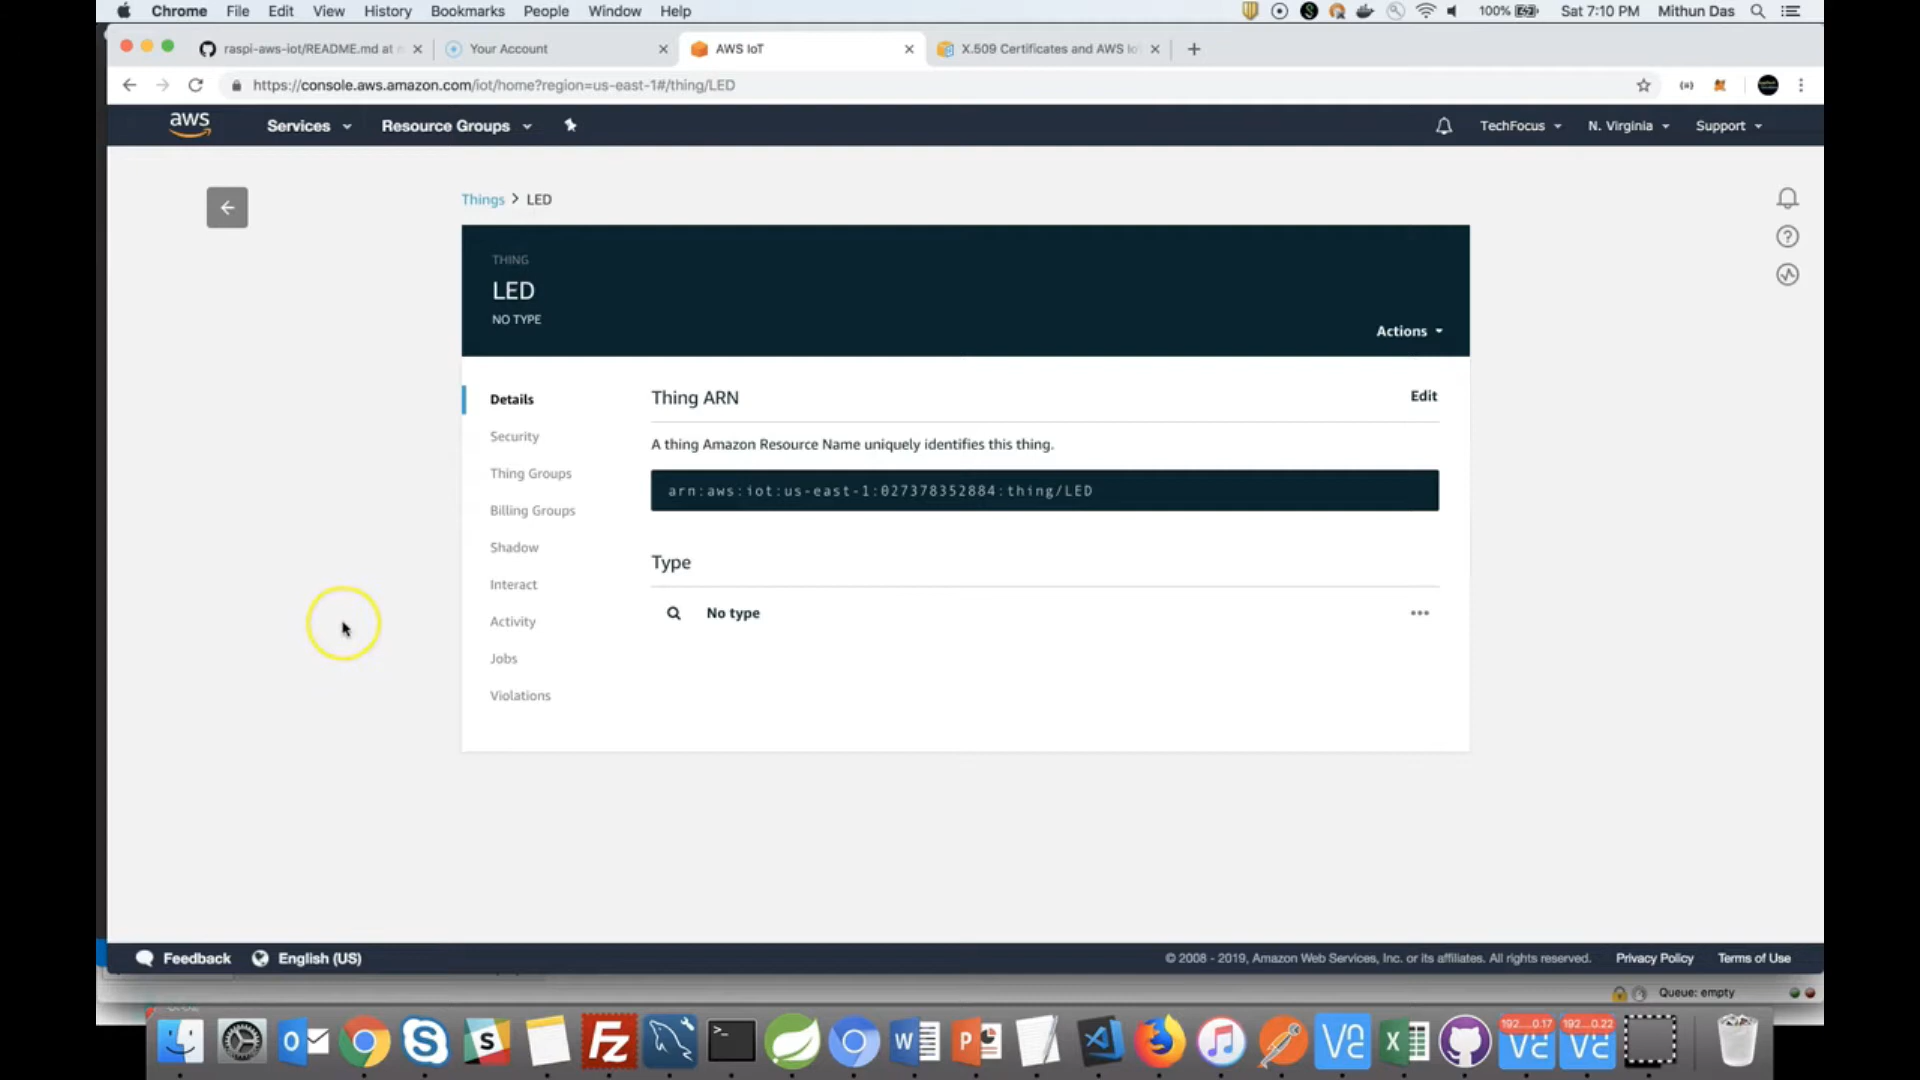 Chrome File Edit View History Bookmarks People Window Help 100% Sat 7:10 PM Mithun Das
raspi-aws-iot/README.md at Your Account AWS IoT X.509 Certificates and AWS Io
https://console.aws.amazon.com/iot/home?region=us-east-1#/thing/LED
aws Services Resource Groups TechFocus N. Virginia Support
Things > LED
THING
LED
NO TYPE
Actions
Details
Security
Thing Groups
Billing Groups
Shadow
Interact
Activity
Jobs
Violations
Thing ARN Edit
A thing Amazon Resource Name uniquely identifies this thing.
arn:aws:iot:us-east-1:027378352884:thing/LED
Type
No type
Feedback English (US) © 2008 - 2019, Amazon Web Services, Inc. or its affiliates. All rights reserved. Privacy Policy Terms of Use
Queue: empty
192....0.17 192....0.22